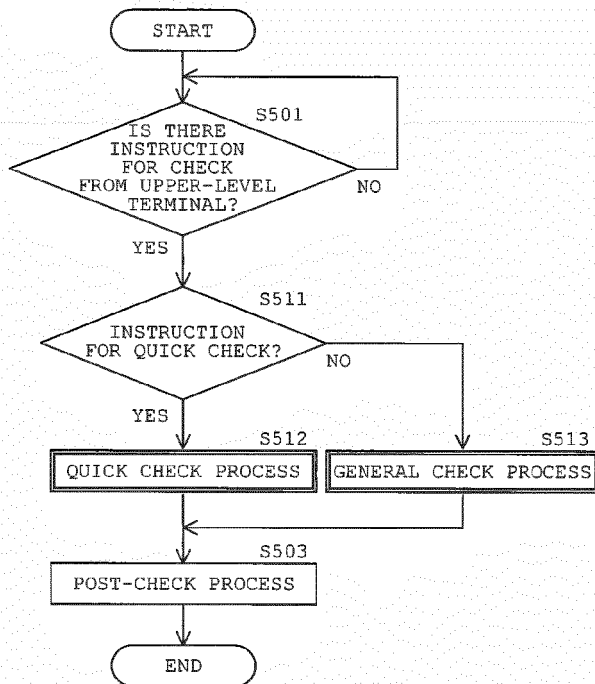 START
S501
IS THERE
INSTRUCTION
FOR CHECK
FROM UPPER-LEVEL
TERMINAL?
NO
YES
S511
INSTRUCTION
FOR QUICK CHECK?
NO
YES
S512
QUICK CHECK PROCESS
S513
GENERAL CHECK PROCESS
S503
POST-CHECK PROCESS
END